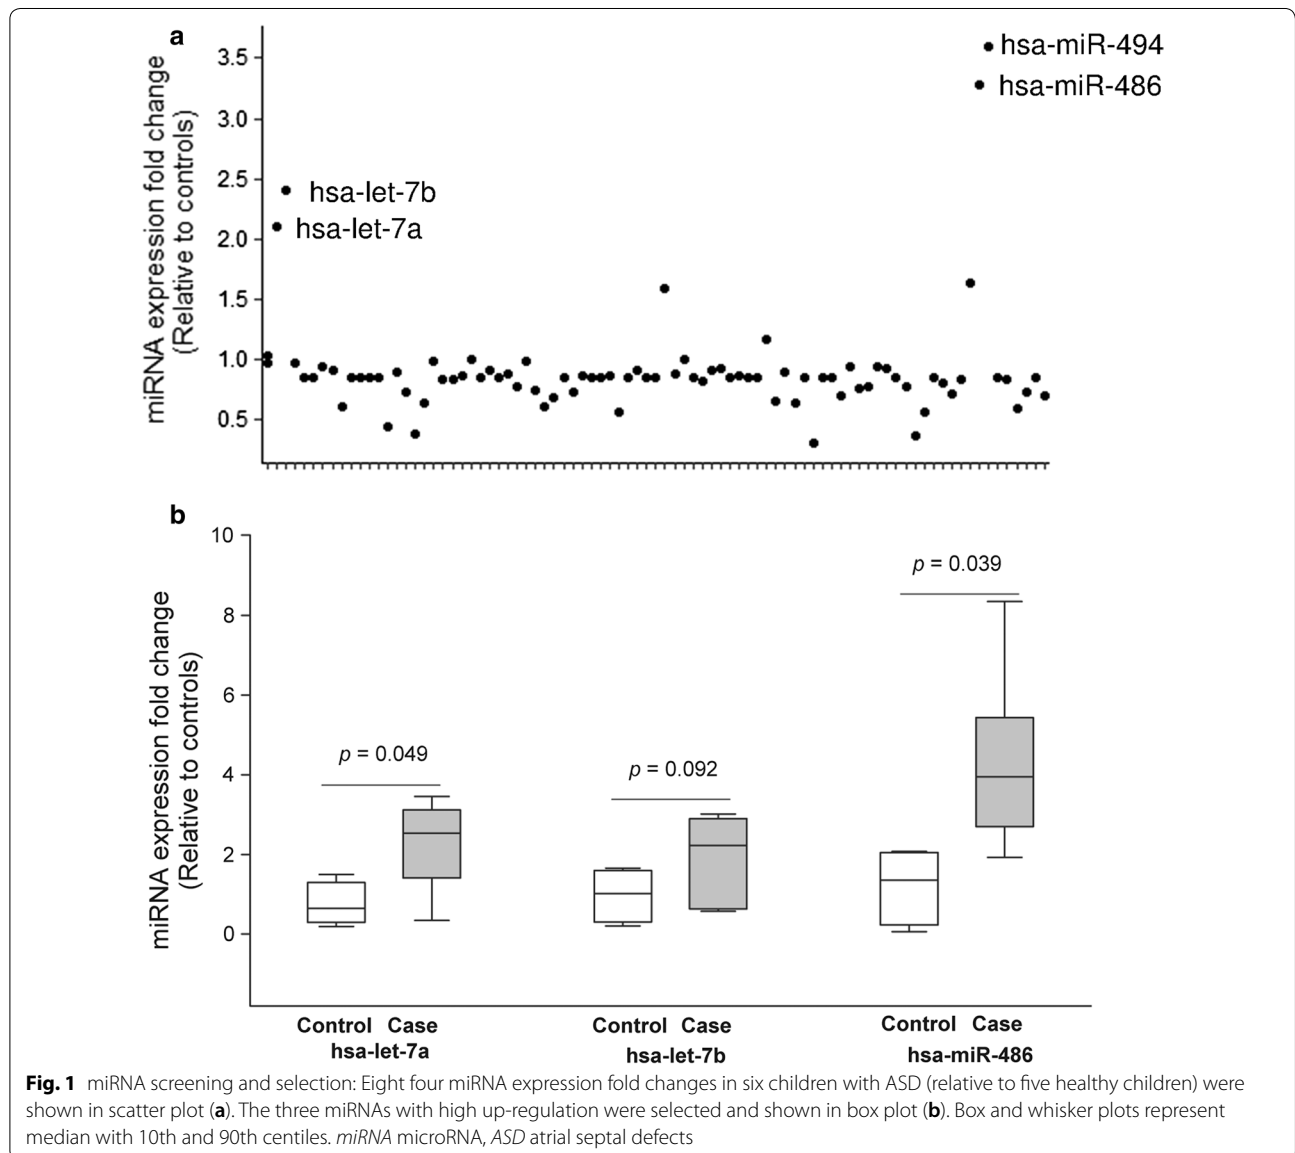 a
miRNA expression fold change
(Relative to controls)
3.5
3.0
2.5
2.0
1.5
1.0
0.5
hsa-miR-494
hsa-miR-486
hsa-let-7b
hsa-let-7a
b
miRNA expression fold change
(Relative to controls)
10
8
6
4
2
0
p = 0.049
p = 0.092
p = 0.039
Control Case Control Case Control Case
hsa-let-7a hsa-let-7b hsa-miR-486
Fig. 1 miRNA screening and selection: Eight four miRNA expression fold changes in six children with ASD (relative to five healthy children) were
shown in scatter plot (a). The three miRNAs with high up-regulation were selected and shown in box plot (b). Box and whisker plots represent
median with 10th and 90th centiles. miRNA microRNA, ASD atrial septal defects